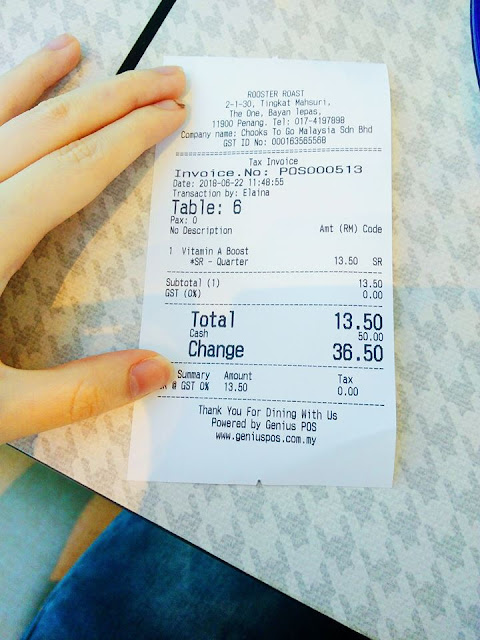 ROOSTER ROAST
2-1-30, Tingkat Mahsuri,
The One, Bayan Lepas,
11900 Penang. Tel: 017-4197898
Company name: Chooks To Go Malaysia Sdn Bhd
GST ID No: 000163565568
Tax Invoice
Invoice.No: POS000513
Date: 2018-06-22 11:48:55
Transaction by: Elaina
Table: 6
Pax: 0
No Description Amt (RM) Code
1 Vitamin A Boost
*SR - Quarter 13.50 SR
Subtotal (1) 13.50
GST (0%) 0.00
Total 13.50
Cash 50.00
Change 36.50
Summary Amount Tax
@ GST 0% 13.50 0.00
Thank You For Dining With Us
Powered by Genius POS
www.geniuspos.com.my